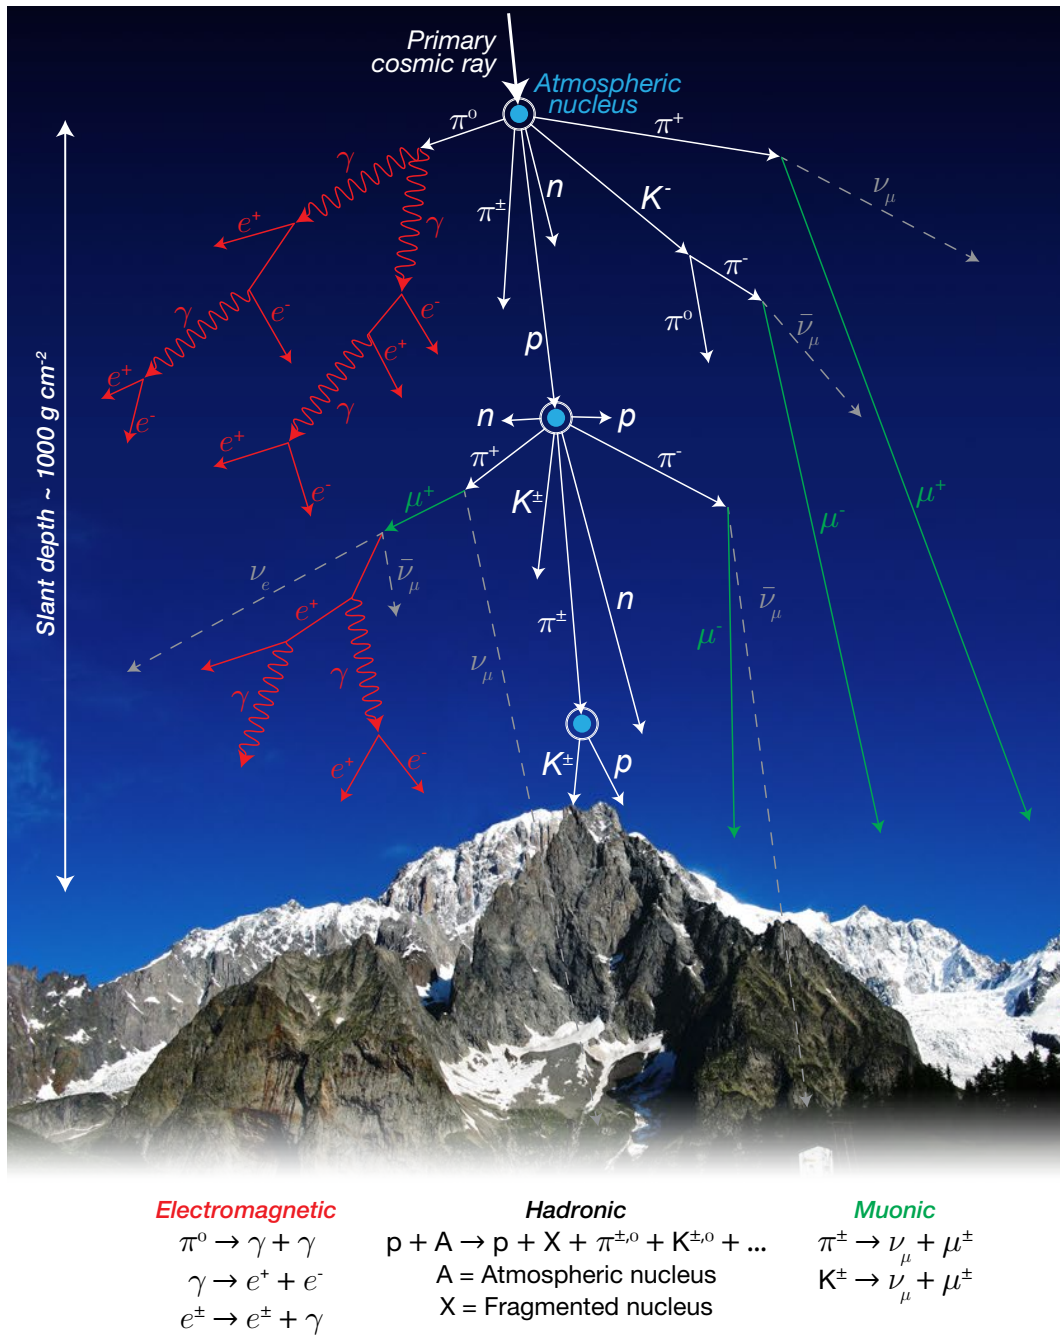 Primary
cosmic ray
Atmospheric
nucleus
π⁰
π⁺
γ
γ
n
π±
K⁻
ν_μ
e⁺
π⁻
γ
e⁻
e⁻
π⁰
ν̄_μ
e⁺
p
e⁺
e⁻
γ
Slant depth ~ 1000 g cm⁻²
n
p
e⁺
π⁺
π⁻
e⁻
μ⁺
K±
μ⁻
μ⁺
ν_e
ν̄_μ
e⁺
π±
n
ν̄_μ
μ⁻
γ
γ
ν_μ
e⁺
e⁻
K±
p
Electromagnetic
π⁰ → γ + γ
γ → e⁺ + e⁻
e± → e± + γ
Hadronic
p + A → p + X + π±,⁰ + K±,⁰ + ...
A = Atmospheric nucleus
X = Fragmented nucleus
Muonic
π± → ν_μ + μ±
K± → ν_μ + μ±